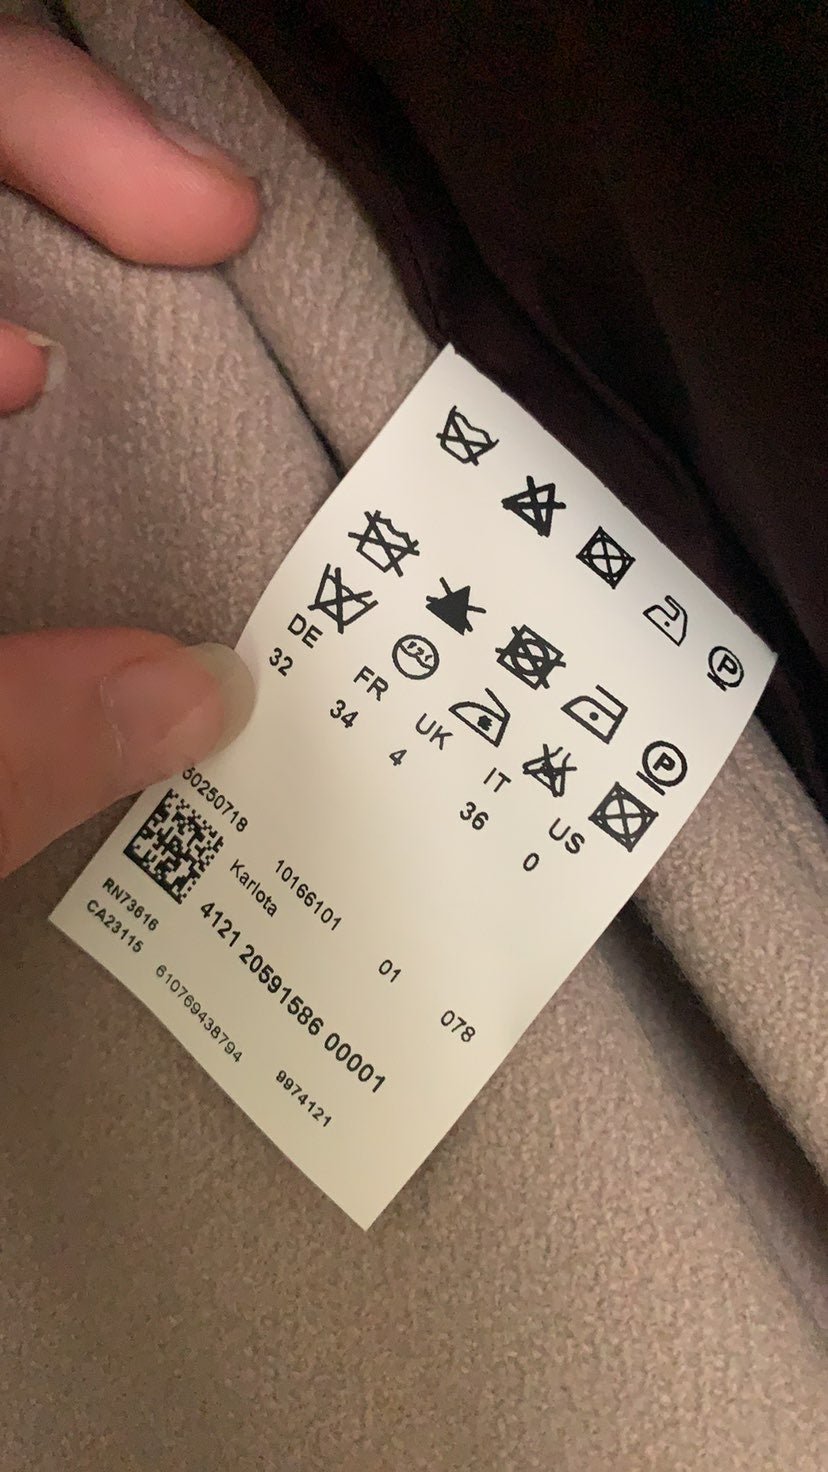 DE FR UK IT US
32 34 4 36 0
50250718 10166101 01 078
Karlota
4121 20591586 00001
RN73616
CA23115 610769438794 9974121